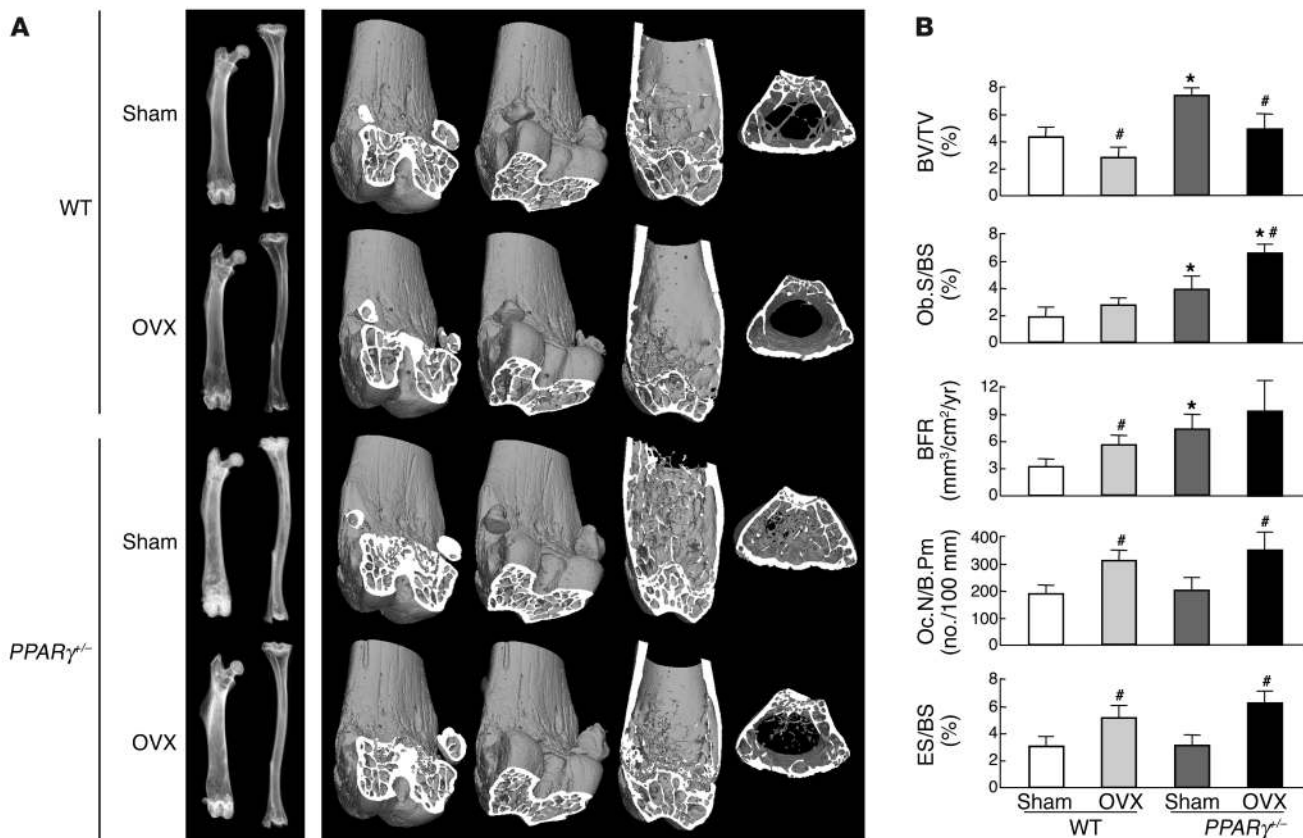 A
Sham
WT
OVX
Sham
PPARγ+/–
OVX
B
BV/TV
(%)
8
6
4
2
0
#
*
#
Ob.S/BS
(%)
8
6
4
2
0
*
* #
BFR
(mm³/cm²/yr)
12
9
6
3
0
#
*
Oc.N/B.Pm
(no./100 mm)
400
300
200
100
0
#
#
ES/BS
(%)
8
6
4
2
0
#
#
Sham OVX Sham OVX
WT PPARγ+/–